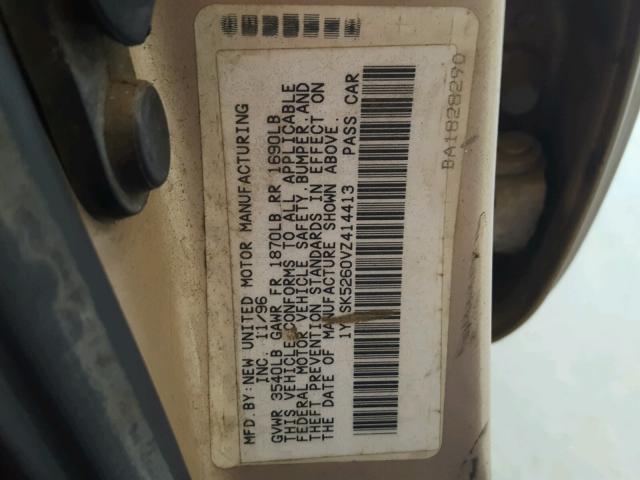 MFD.BY:NEW UNITED MOTOR MANUFACTURING
INC. 11/96
GVWR 3540LB GAWR FR 1870LB RR 1690LB
THIS VEHICLE CONFORMS TO ALL APPLICABLE
FEDERAL MOTOR VEHICLE SAFETY, BUMPER, AND
THEFT PREVENTION STANDARDS IN EFFECT ON
THE DATE OF MANUFACTURE SHOWN ABOVE.
PASS CAR
BA1828290